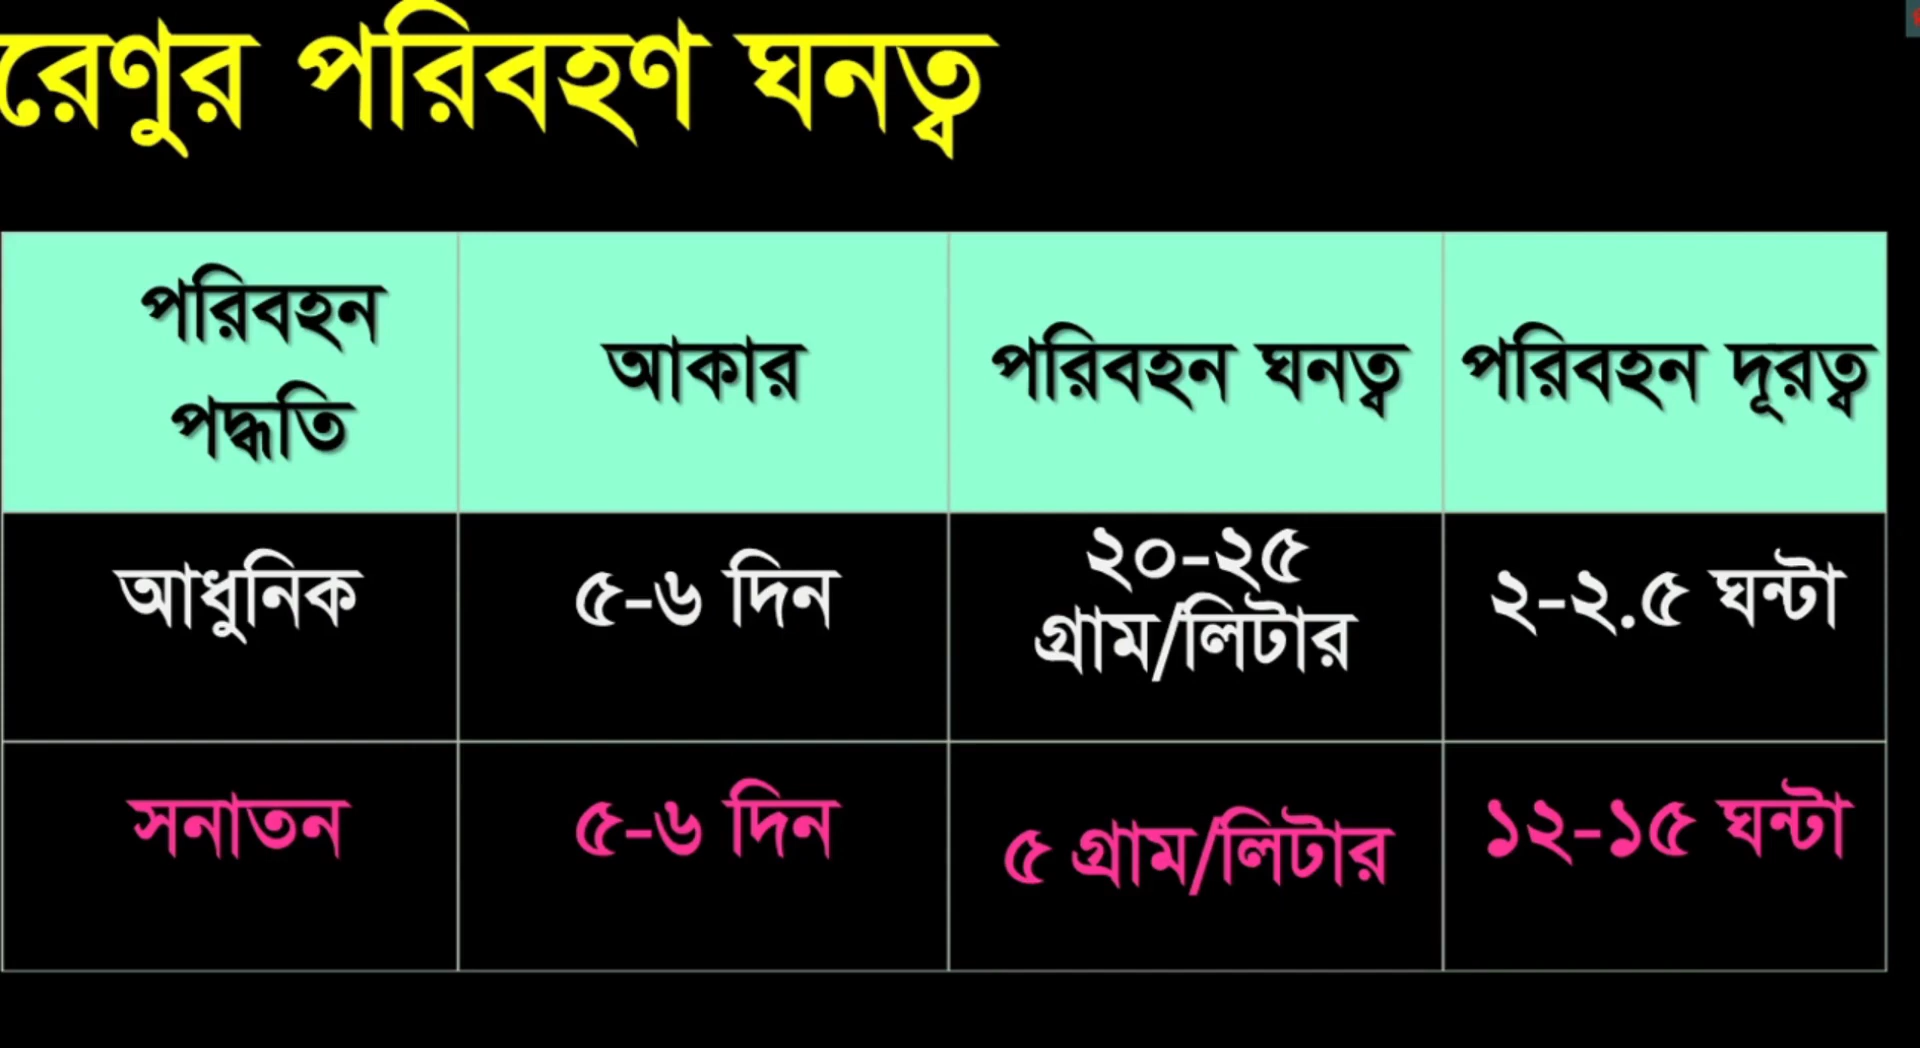 রেণুর পরিবহণ ঘনত্ব
পরিবহন
পদ্ধতি
আকার
পরিবহন ঘনত্ব
পরিবহন দূরত্ব
আধুনিক
৫-৬ দিন
২০-২৫
গ্রাম/লিটার
২-২.৫ ঘন্টা
সনাতন
৫-৬ দিন
৫ গ্রাম/লিটার
১২-১৫ ঘন্টা